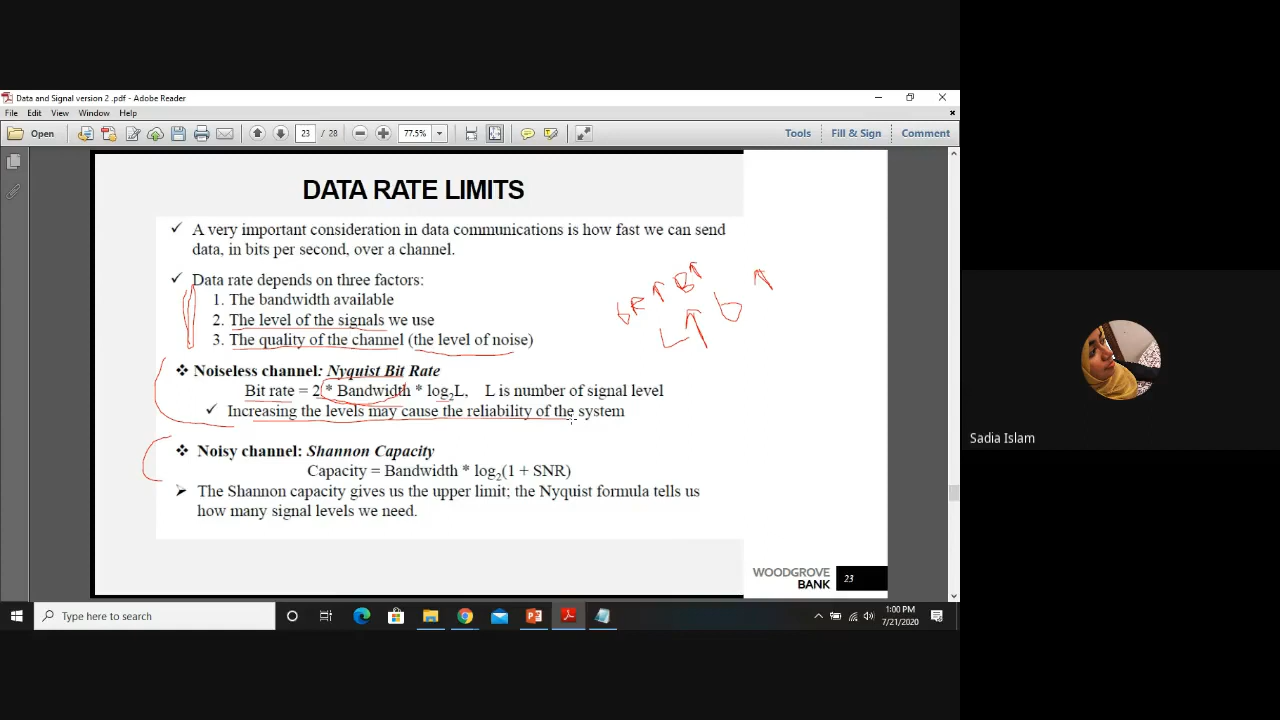 Data and Signal version 2 .pdf - Adobe Reader
File Edit View Window Help
Open 23 / 28 77.5% Tools Fill & Sign Comment
DATA RATE LIMITS
✓ A very important consideration in data communications is how fast we can send
data, in bits per second, over a channel.
✓ Data rate depends on three factors:
1. The bandwidth available
2. The level of the signals we use
3. The quality of the channel (the level of noise)
bR ↑ B ↑
L ↑ b ↑
❖ Noiseless channel: Nyquist Bit Rate
Bit rate = 2 * Bandwidth * log₂L, L is number of signal level
✓ Increasing the levels may cause the reliability of the system
❖ Noisy channel: Shannon Capacity
Capacity = Bandwidth * log₂(1 + SNR)
➢ The Shannon capacity gives us the upper limit; the Nyquist formula tells us
how many signal levels we need.
WOODGROVE
BANK
23
Sadia Islam
Type here to search
1:00 PM
7/21/2020